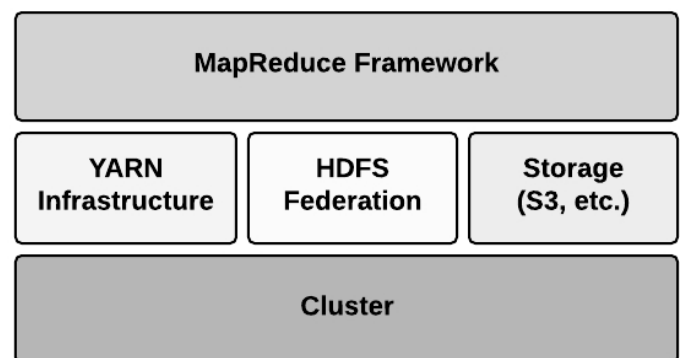 MapReduce Framework
YARN
Infrastructure
HDFS
Federation
Storage
(S3, etc.)
Cluster